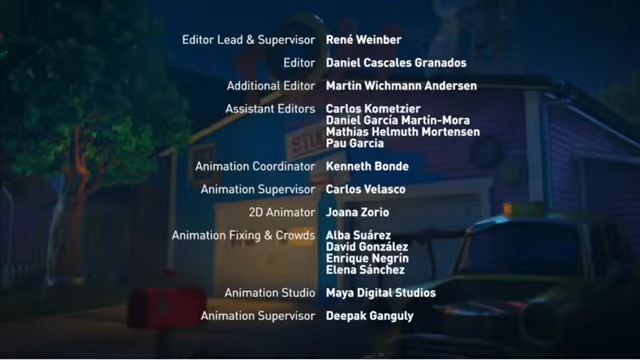 Editor Lead & Supervisor René Weinber
Editor Daniel Cascales Granados
Additional Editor Martin Wichmann Andersen
Assistant Editors Carlos Kometzier
Daniel García Martín-Mora
Mathias Helmuth Mortensen
Pau Garcia
Animation Coordinator Kenneth Bonde
Animation Supervisor Carlos Velasco
2D Animator Joana Zorio
Animation Fixing & Crowds Alba Suárez
David González
Enrique Negrín
Elena Sánchez
Animation Studio Maya Digital Studios
Animation Supervisor Deepak Ganguly